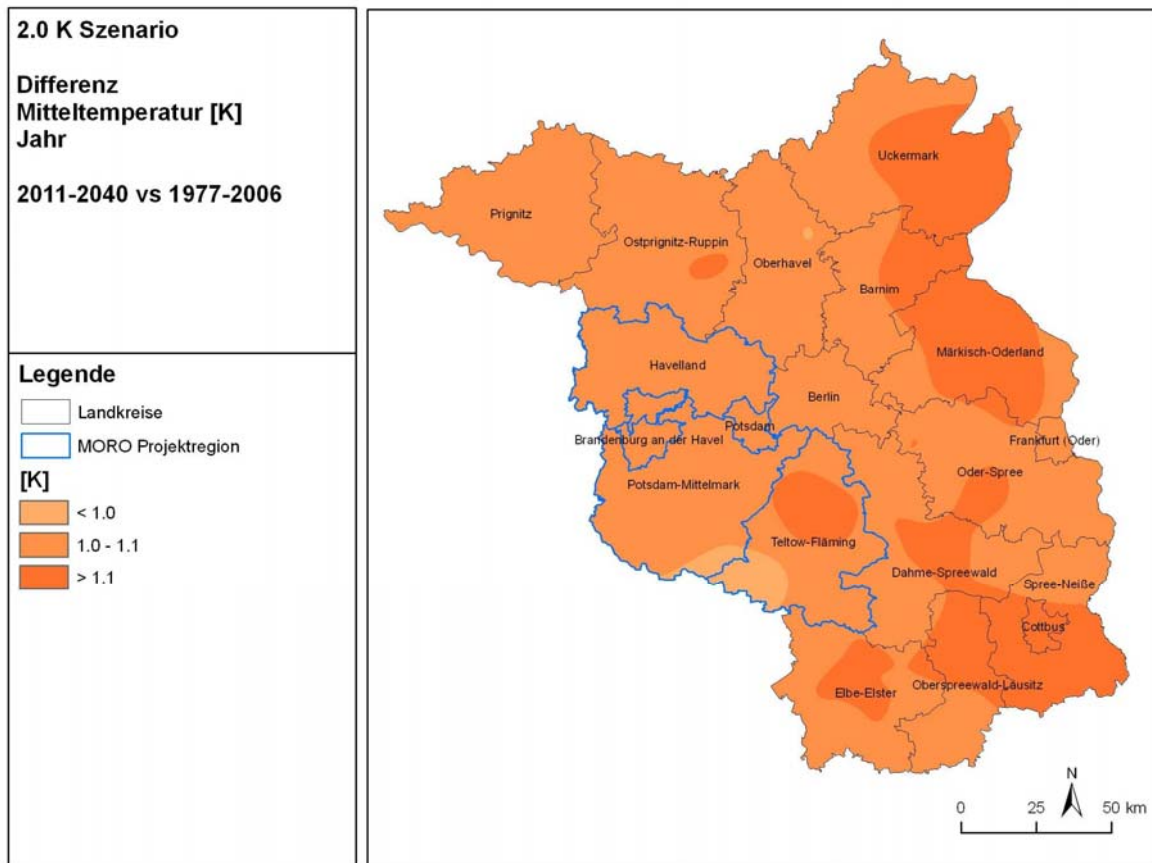 2.0 K Szenario
Differenz
Mitteltemperatur [K]
Jahr
2011-2040 vs 1977-2006
Legende
Landkreise
MORO Projektregion
[K]
< 1.0
1.0 - 1.1
> 1.1
Uckermark
Prignitz
Ostprignitz-Ruppin
Oberhavel
Barnim
Märkisch-Oderland
Havelland
Berlin
Potsdam
Brandenburg an der Havel
Frankfurt (Oder)
Oder-Spree
Potsdam-Mittelmark
Teltow-Fläming
Dahme-Spreewald
Spree-Neiße
Cottbus
Elbe-Elster
Oberspreewald-Läusitz
N
0 25 50 km